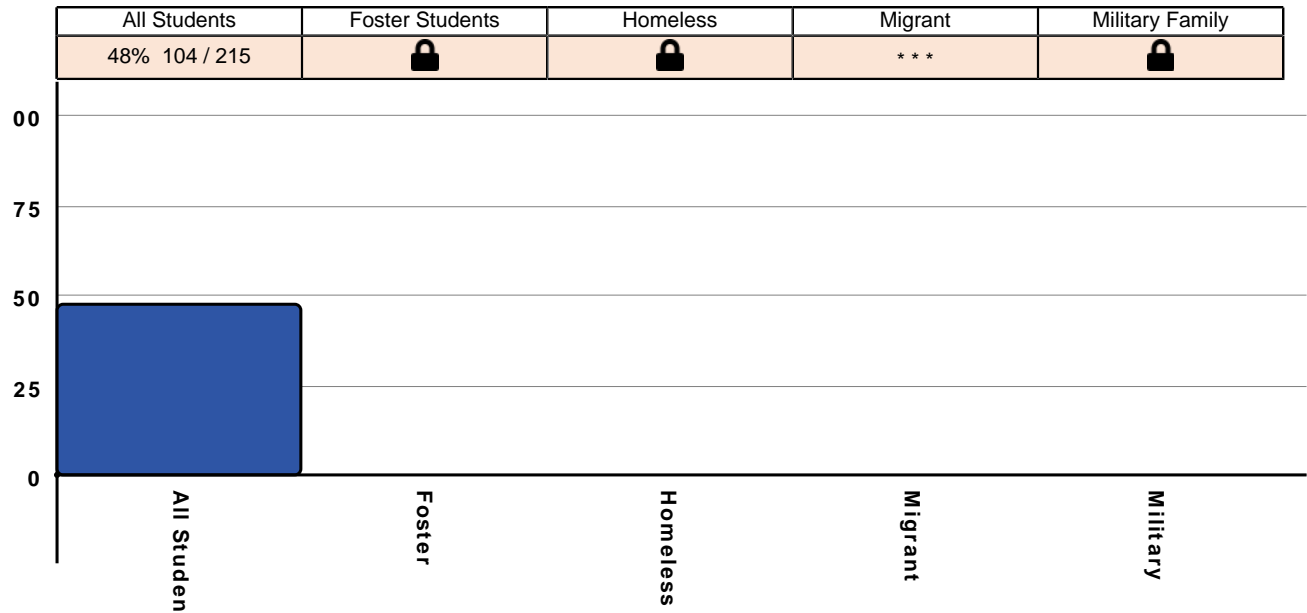 All Students Foster Students Homeless Migrant Military Family
48% 104 / 215 * * *
00
75
50
25
0
All Studen
Foster
Homeless
Migrant
Military